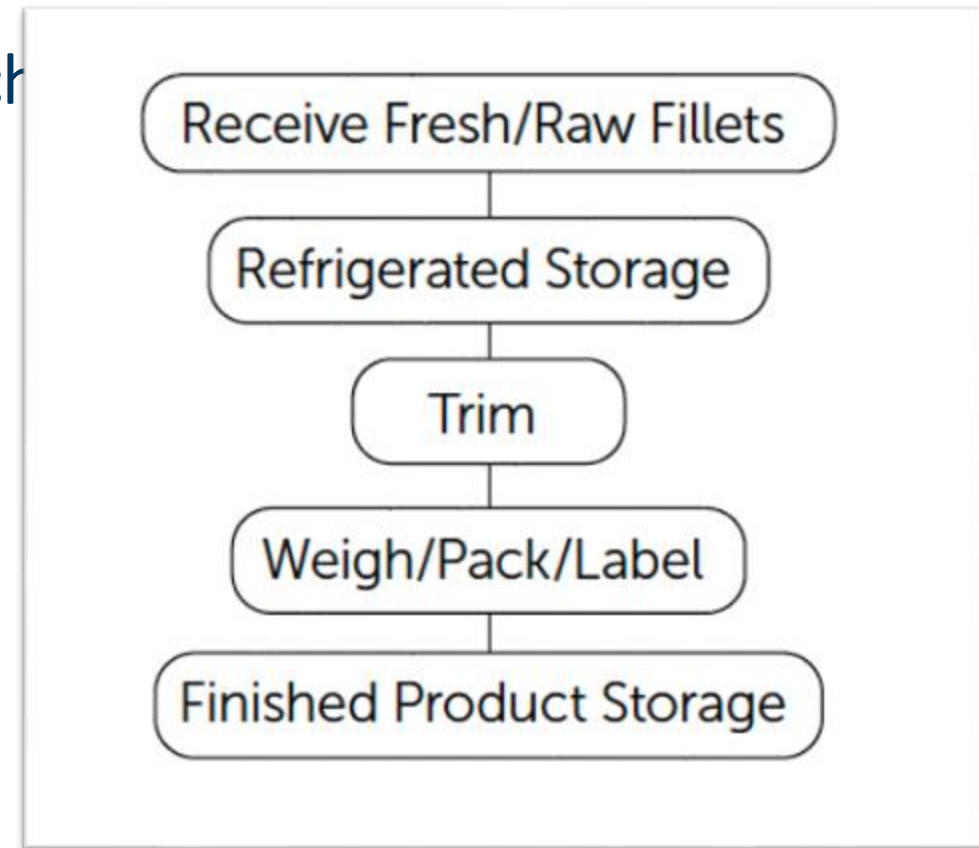 Receive Fresh/Raw Fillets
Refrigerated Storage
Trim
Weigh/Pack/Label
Finished Product Storage